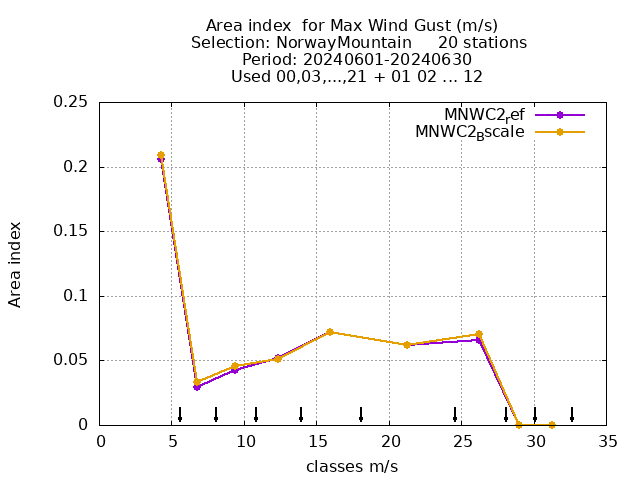 Area index  for Max Wind Gust (m/s)
Selection: NorwayMountain     20 stations
Period: 20240601-20240630
Used 00,03,...,21 + 01 02 ... 12
MNWC2ref
MNWC2Bscale
0.25
0.2
0.15
0.1
0.05
0
Area index
0 5 10 15 20 25 30 35
classes m/s